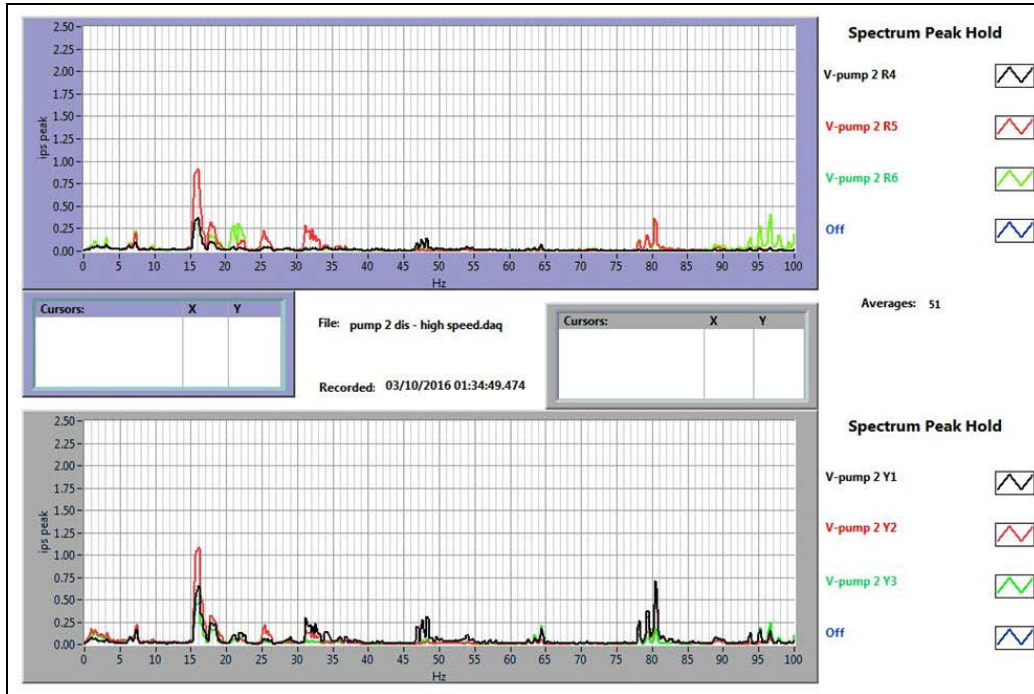 Spectrum Peak Hold
2.50
2.25
2.00
1.75
1.50
1.25
1.00
0.75
0.50
0.25
0.00
ips peak
0 5 10 15 20 25 30 35 40 45 50 55 60 65 70 75 80 85 90 95 100
Hz
V-pump 2 R4
V-pump 2 R5
V-pump 2 R6
Off
Cursors: X Y
File: pump 2 dis - high speed.daq
Recorded: 03/10/2016 01:34:49.474
Cursors: X Y
Averages: 51
Spectrum Peak Hold
2.50
2.25
2.00
1.75
1.50
1.25
1.00
0.75
0.50
0.25
0.00
ips peak
0 5 10 15 20 25 30 35 40 45 50 55 60 65 70 75 80 85 90 95 100
Hz
V-pump 2 Y1
V-pump 2 Y2
V-pump 2 Y3
Off